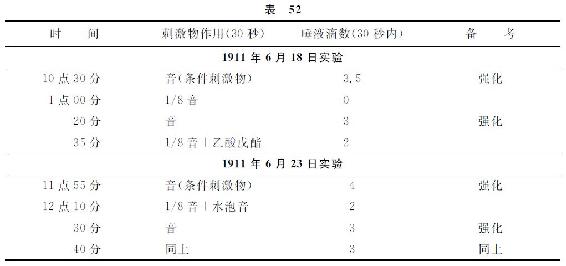 表 52
时 间 刺激物作用(30秒) 唾液滴数(30秒内) 备 考
1911年6月18日实验
10点30分 音(条件刺激物) 3,5 强化
1点00分 1/8音 0
20分 音 3 强化
35分 1/8音|乙酸戊酯 2
1911年6月23日实验
11点55分 音(条件刺激物) 4 强化
12点10分 1/8音|水泡音 2
30分 音 3 强化
40分 同上 3 同上